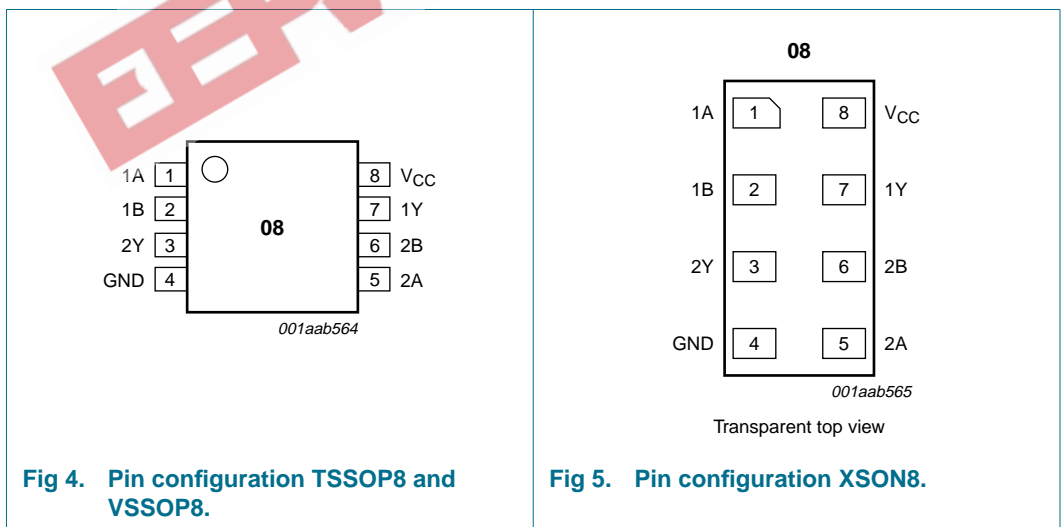 1A 1
1B 2
2Y 3
GND 4
08
8 VCC
7 1Y
6 2B
5 2A
001aab564
Fig 4. Pin configuration TSSOP8 and
VSSOP8.
08
1A 1 8 VCC
1B 2 7 1Y
2Y 3 6 2B
GND 4 5 2A
001aab565
Transparent top view
Fig 5. Pin configuration XSON8.